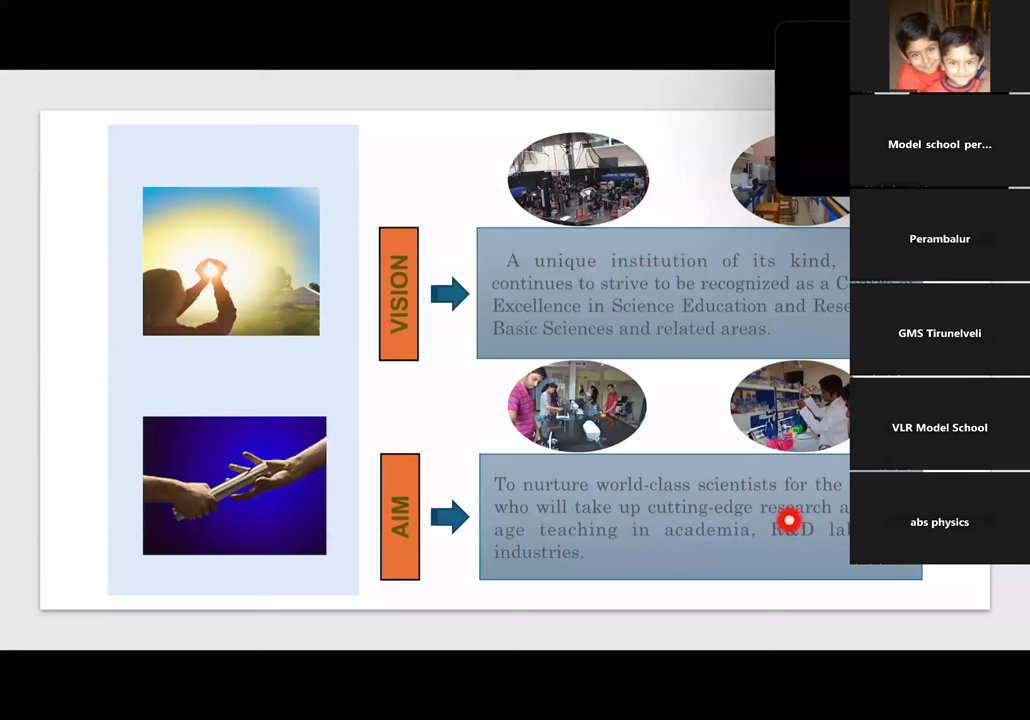 VISION
A unique institution of its kind,
continues to strive to be recognized as a
Excellence in Science Education and
Basic Sciences and related areas.
AIM
To nurture world-class scientists for the
who will take up cutting-edge research
age teaching in academia, R&D
industries.
Model school per...
Perambalur
GMS Tirunelveli
VLR Model School
abs physics